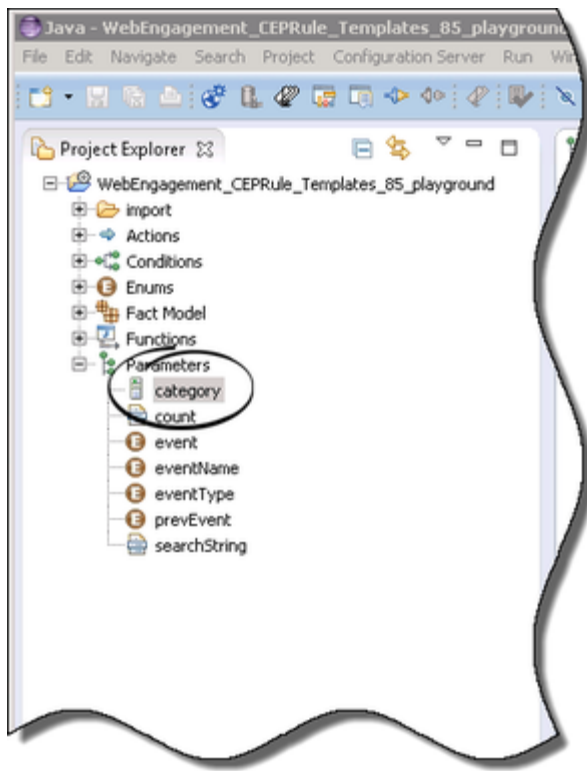 Java - WebEngagement_CEPRule_Templates_85_playground
File Edit Navigate Search Project Configuration Server Run
Project Explorer
WebEngagement_CEPRule_Templates_85_playground
import
Actions
Conditions
Enums
Fact Model
Functions
Parameters
category
count
event
eventName
eventType
prevEvent
searchString